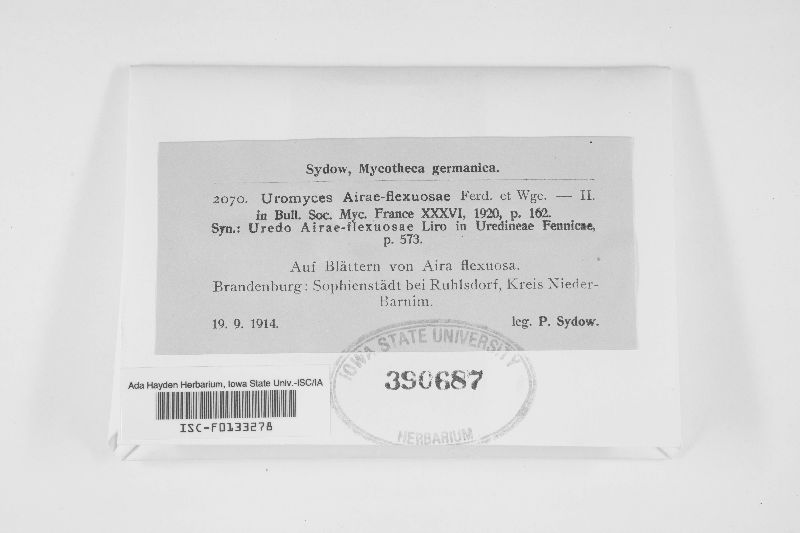 Sydow, Mycotheca germanica.
2070. Uromyces Airae-flexuosae Ferd. et Wge. — II.
in Bull. Soc. Myc. France XXXVI, 1920, p. 162.
Syn.: Uredo Airae-flexuosae Liro in Uredineae Fennicae,
p. 573.
Auf Blättern von Aira flexuosa.
Brandenburg: Sophienstädt bei Ruhlsdorf, Kreis Nieder-
Barnim.
19. 9. 1914. leg. P. Sydow.
IOWA STATE UNIVERSITY
390687
HERBARIUM
Ada Hayden Herbarium, Iowa State Univ.-ISC/IA
ISC-F0133278